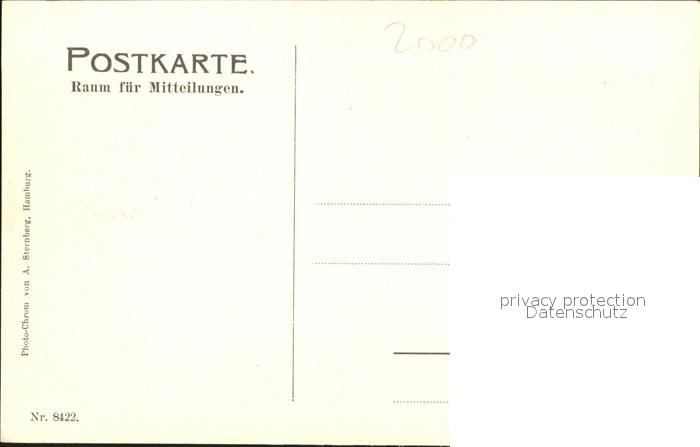 2000
POSTKARTE.
Raum für Mitteilungen.
Photo-Chrom von A. Sternberg, Hamburg.
privacy protection
Datenschutz
Nr. 8422.